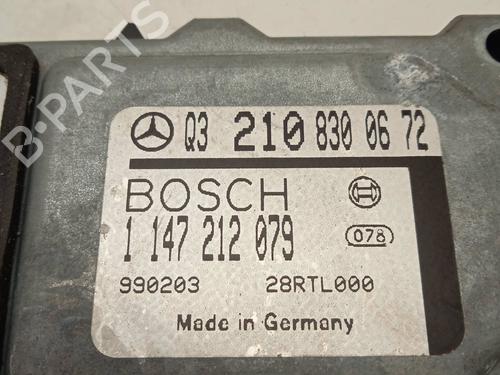 B-PARTS
Q3 210 830 06 72
BOSCH
1 147 212 079
078
990203 28RTL000
Made in Germany